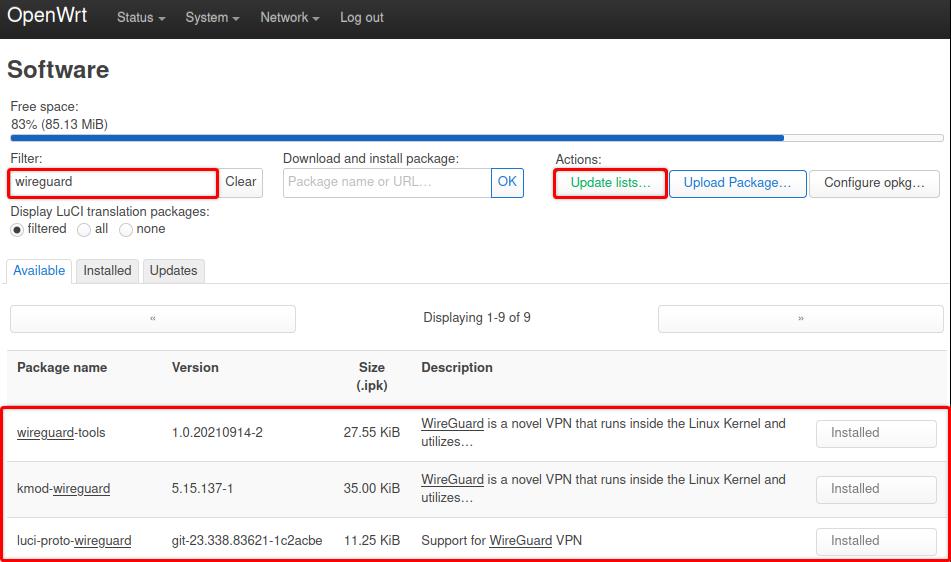 OpenWrt Status System Network Log out
Software
Free space:
83% (85.13 MiB)
Filter: Download and install package: Actions:
wireguard Clear Package name or URL… OK Update lists… Upload Package… Configure opkg…
Display LuCI translation packages:
filtered all none
Available Installed Updates
« Displaying 1-9 of 9 »
Package name Version Size (.ipk) Description
wireguard-tools 1.0.20210914-2 27.55 KiB WireGuard is a novel VPN that runs inside the Linux Kernel and
utilizes… Installed
kmod-wireguard 5.15.137-1 35.00 KiB WireGuard is a novel VPN that runs inside the Linux Kernel and
utilizes… Installed
luci-proto-wireguard git-23.338.83621-1c2acbe 11.25 KiB Support for WireGuard VPN Installed